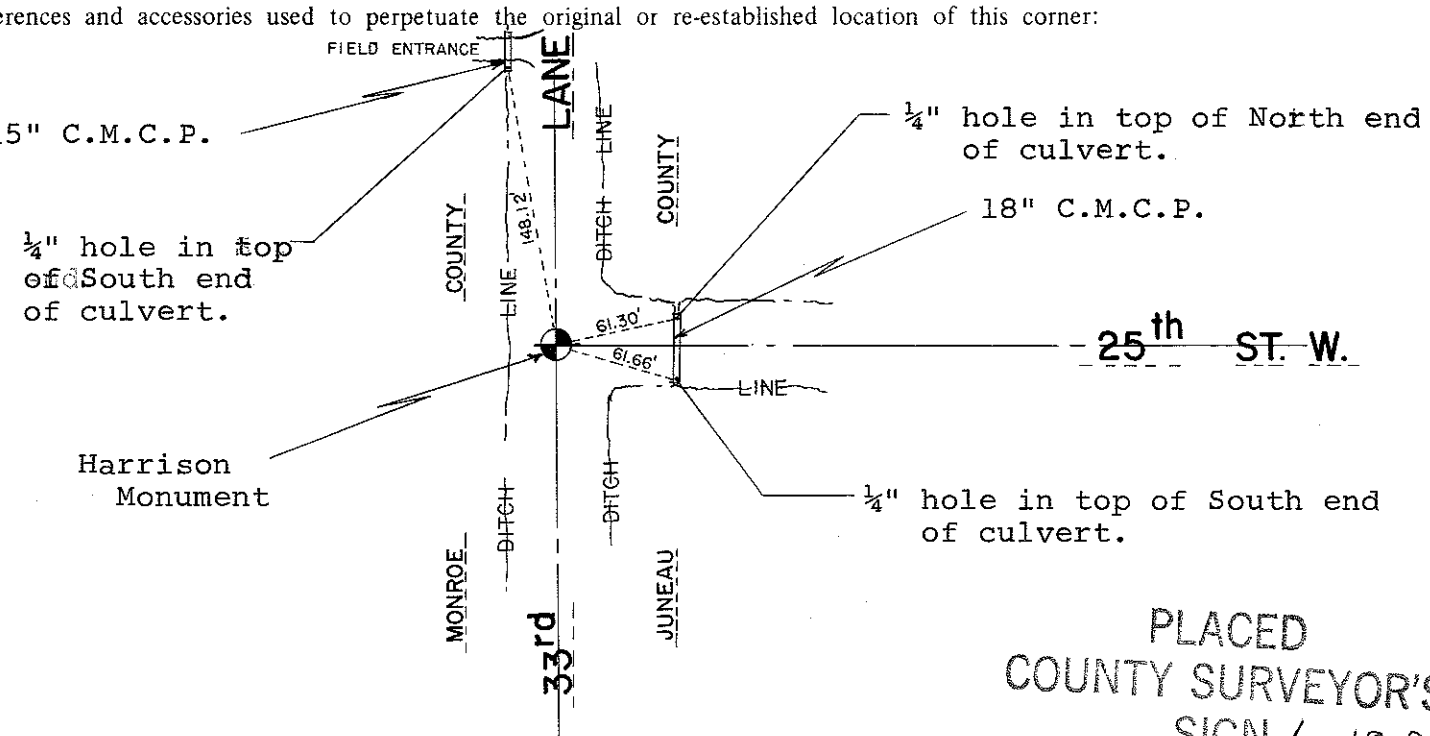 erences and accessories used to perpetuate the original or re-established location of this corner:
FIELD ENTRANCE
LANE
5" C.M.C.P.
¼" hole in top of North end
of culvert.
18" C.M.C.P.
DITCH LINE
COUNTY
COUNTY
148.12'
¼" hole in top
of South end
of culvert.
LINE
61.30'
61.66'
25th ST. W.
LINE
Harrison
Monument
DITCH
DITCH
¼" hole in top of South end
of culvert.
MONROE
JUNEAU
33rd
PLACED
COUNTY SURVEYOR'S
SIGN